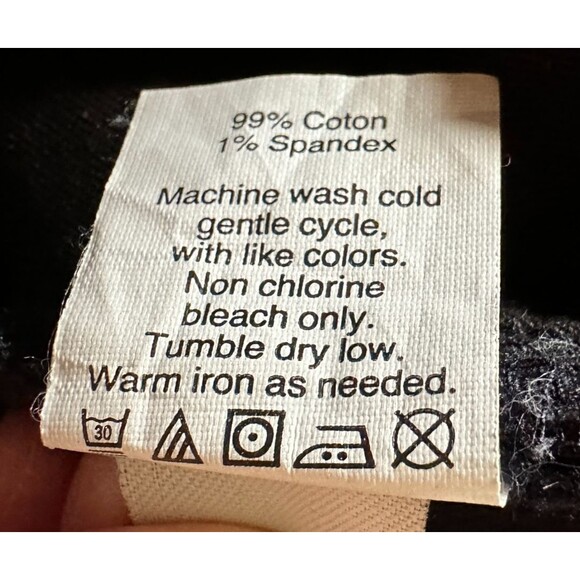 99% Coton
1% Spandex
Machine wash cold
gentle cycle,
with like colors.
Non chlorine
bleach only.
Tumble dry low.
Warm iron as needed.
30